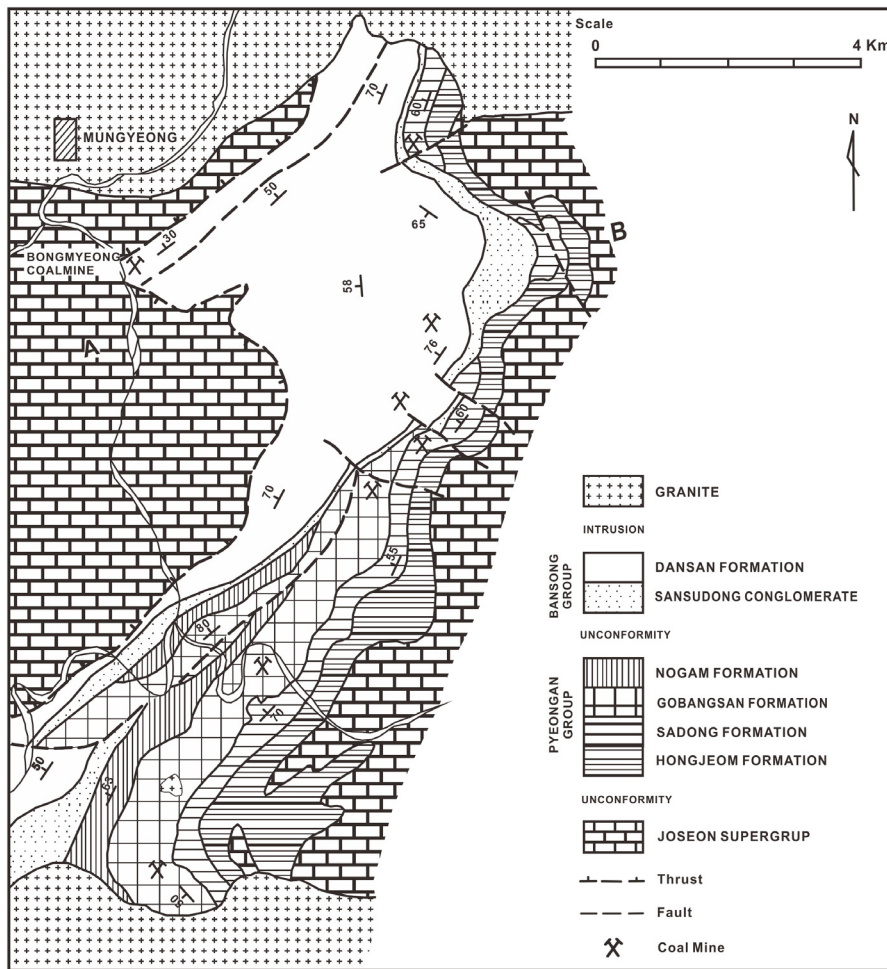 Scale
0 4 Km
N
MUNGYEONG
BONGMYEONG
COALMINE
A
B
70
60
50
30
65
58
76
60
70
55
80
70
50
63
50
GRANITE
INTRUSION
BANSONG
GROUP
DANSAN FORMATION
SANSUDONG CONGLOMERATE
UNCONFORMITY
PYEONGAN
GROUP
NOGAM FORMATION
GOBANGSAN FORMATION
SADONG FORMATION
HONGJEOM FORMATION
UNCONFORMITY
JOSEON SUPERGRUP
Thrust
Fault
Coal Mine